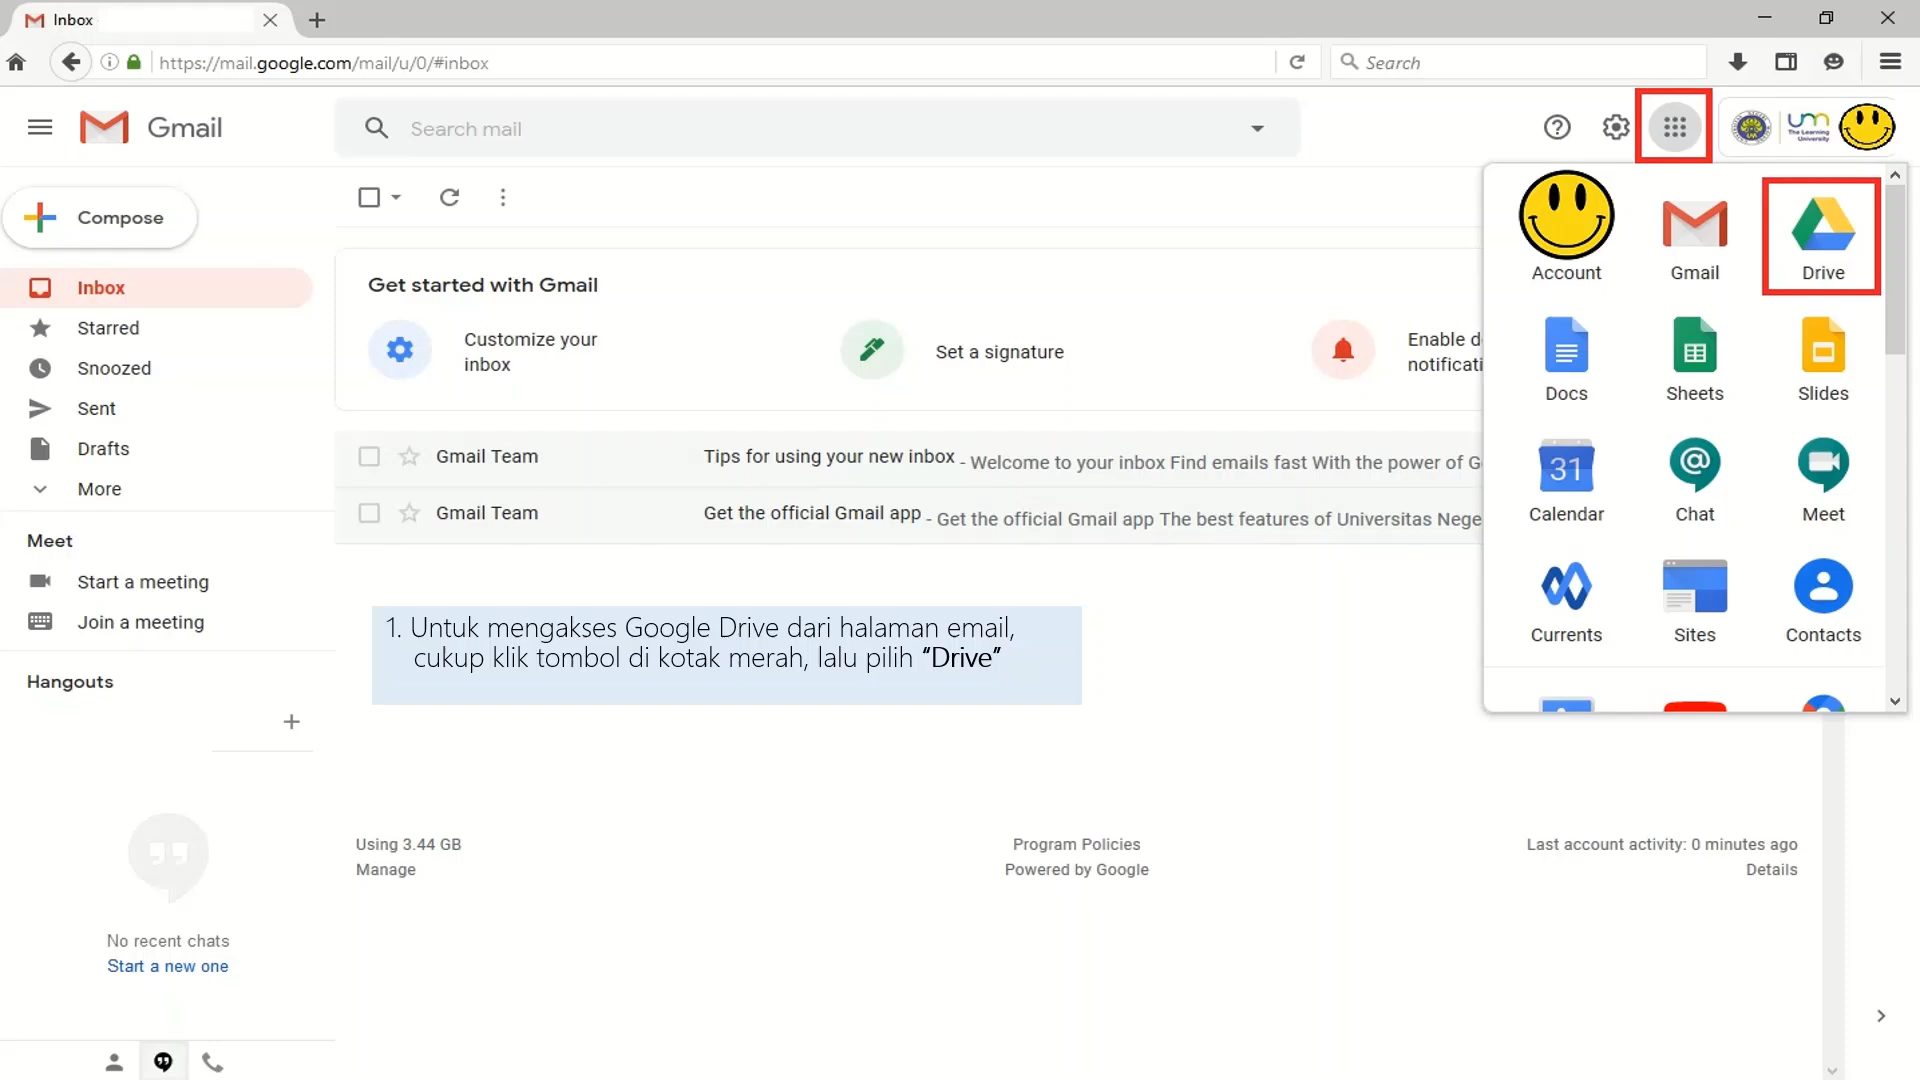 Inbox
https://mail.google.com/mail/u/0/#inbox
Search
Gmail
Search mail
um
The Learning
University
Compose
Inbox
Starred
Snoozed
Sent
Drafts
More
Meet
Start a meeting
Join a meeting
Hangouts
No recent chats
Start a new one
Get started with Gmail
Customize your
inbox
Set a signature
Enable d
notificati
Gmail Team Tips for using your new inbox - Welcome to your inbox Find emails fast With the power of G
Gmail Team Get the official Gmail app - Get the official Gmail app The best features of Universitas Nege
1. Untuk mengakses Google Drive dari halaman email,
cukup klik tombol di kotak merah, lalu pilih “Drive”
Account Gmail Drive
Docs Sheets Slides
31
Calendar Chat Meet
Currents Sites Contacts
Using 3.44 GB
Manage
Program Policies
Powered by Google
Last account activity: 0 minutes ago
Details